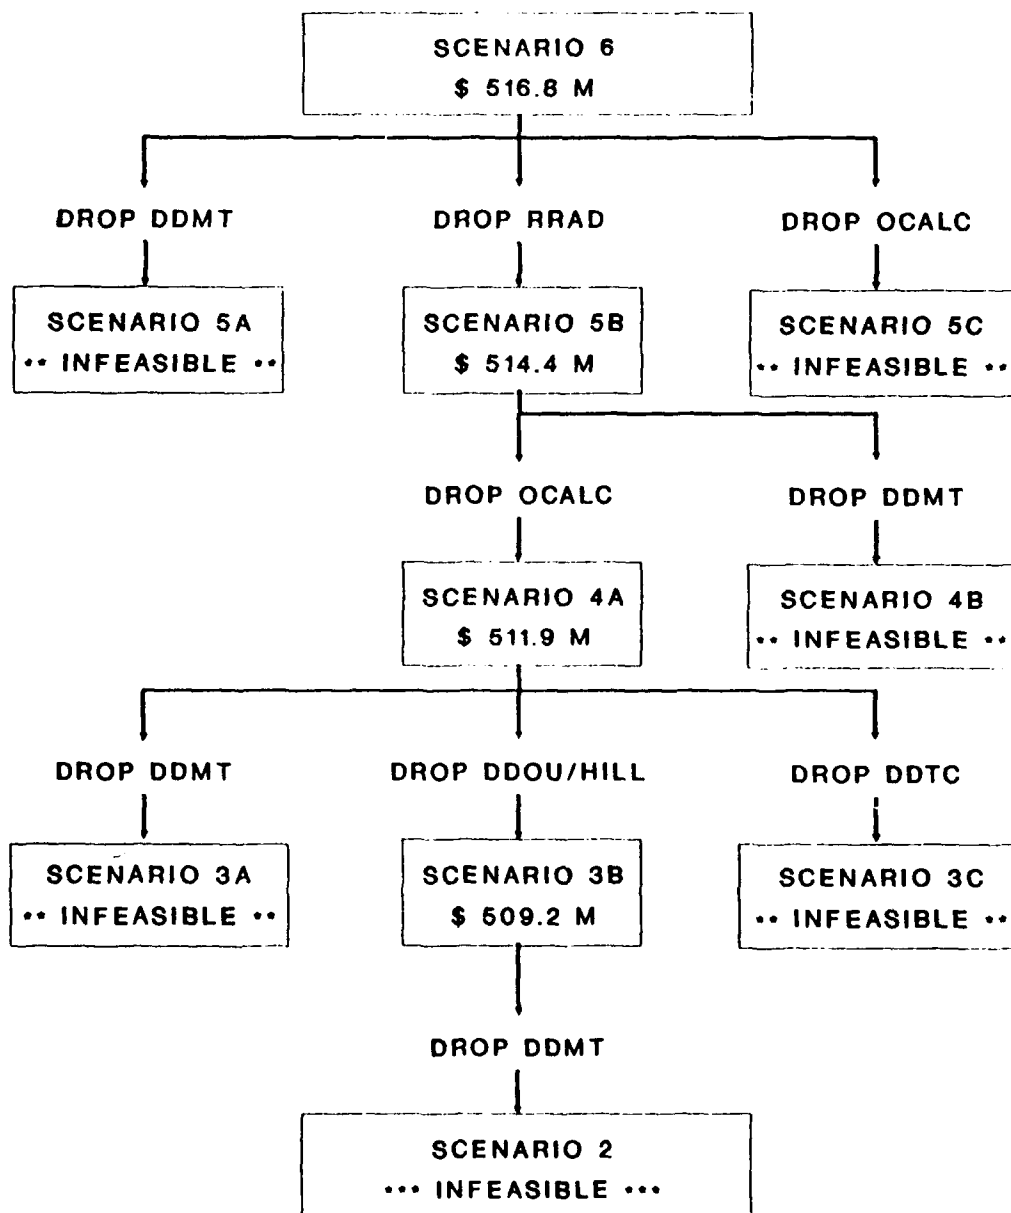 SCENARIO 6
$ 516.8 M
DROP DDMT
DROP RRAD
DROP OCALC
SCENARIO 5A
** INFEASIBLE **
SCENARIO 5B
$ 514.4 M
SCENARIO 5C
** INFEASIBLE **
DROP OCALC
DROP DDMT
SCENARIO 4A
$ 511.9 M
SCENARIO 4B
** INFEASIBLE **
DROP DDMT
DROP DDOU/HILL
DROP DDTC
SCENARIO 3A
** INFEASIBLE **
SCENARIO 3B
$ 509.2 M
SCENARIO 3C
** INFEASIBLE **
DROP DDMT
SCENARIO 2
*** INFEASIBLE ***